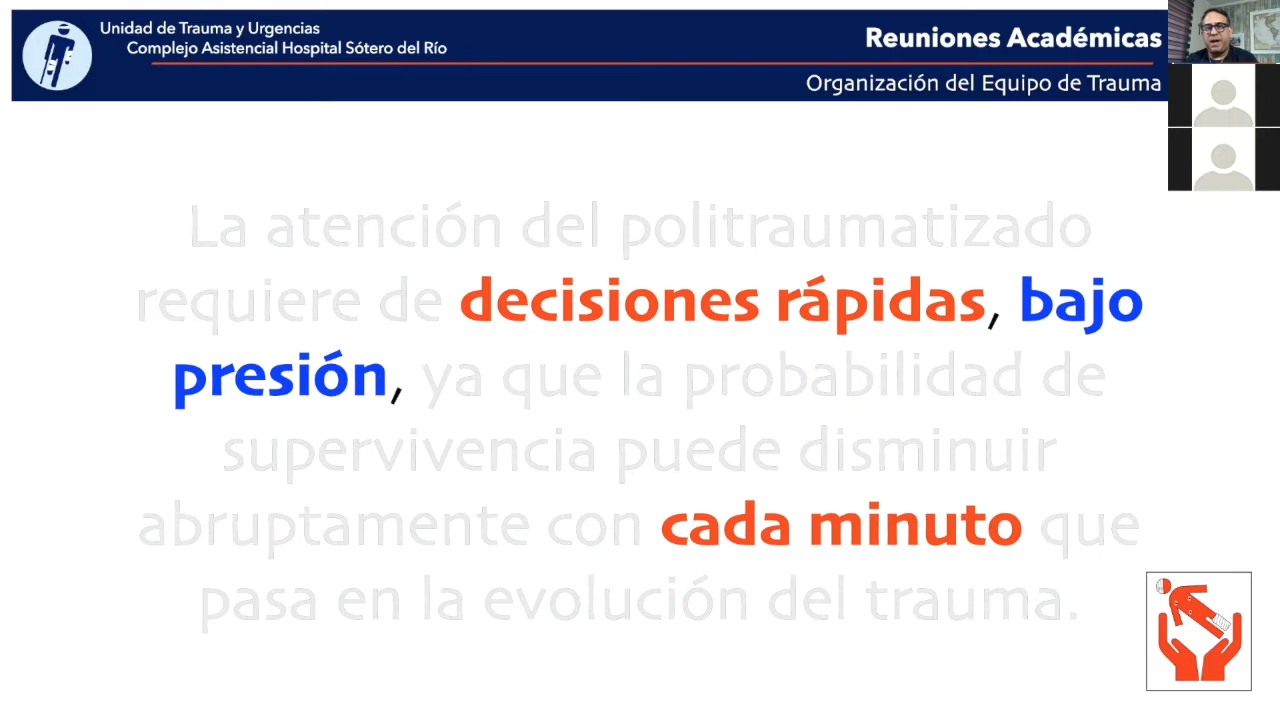 Unidad de Trauma y Urgencias
Complejo Asistencial Hospital Sótero del Río
Reuniones Académicas
Organización del Equipo de Trauma
La atención del politraumatizado
requiere de decisiones rápidas, bajo
presión, ya que la probabilidad de
supervivencia puede disminuir
abruptamente con cada minuto que
pasa en la evolución del trauma.